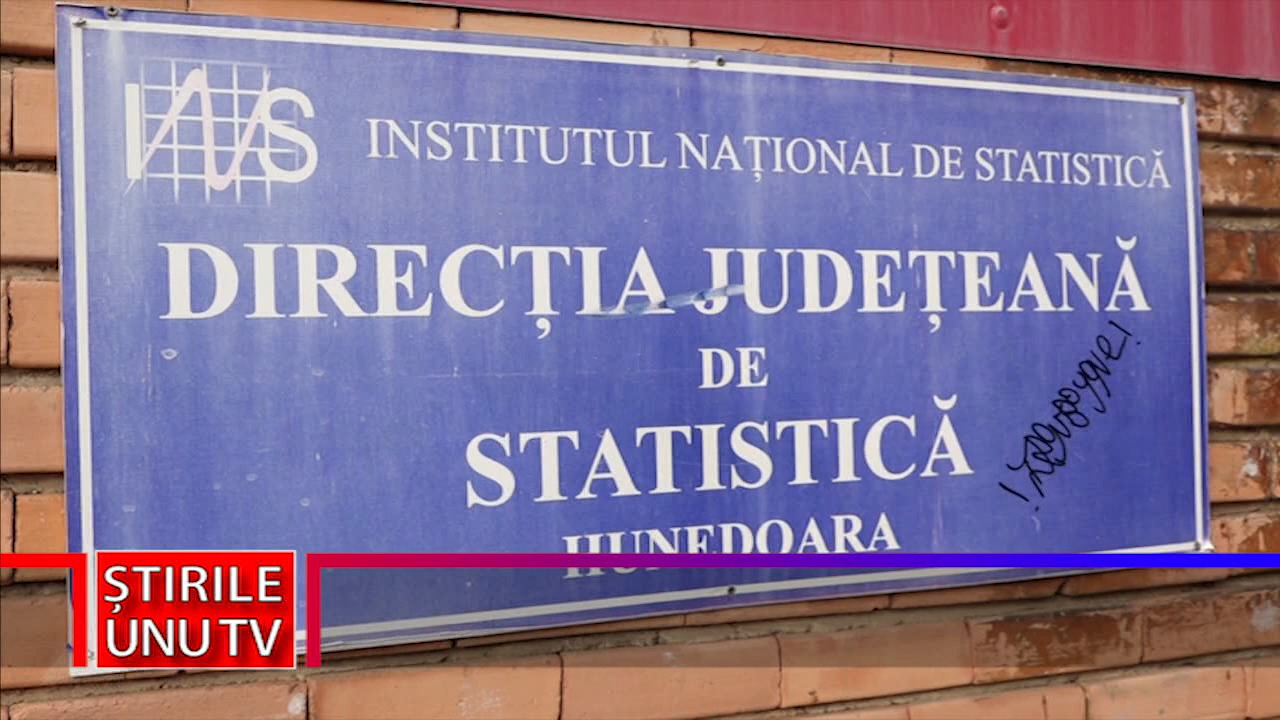 INS
INSTITUTUL NAȚIONAL DE STATISTICĂ
DIRECȚIA JUDEȚEANĂ
DE
STATISTICĂ
HUNEDOARA
ȘTIRILE
UNU TV